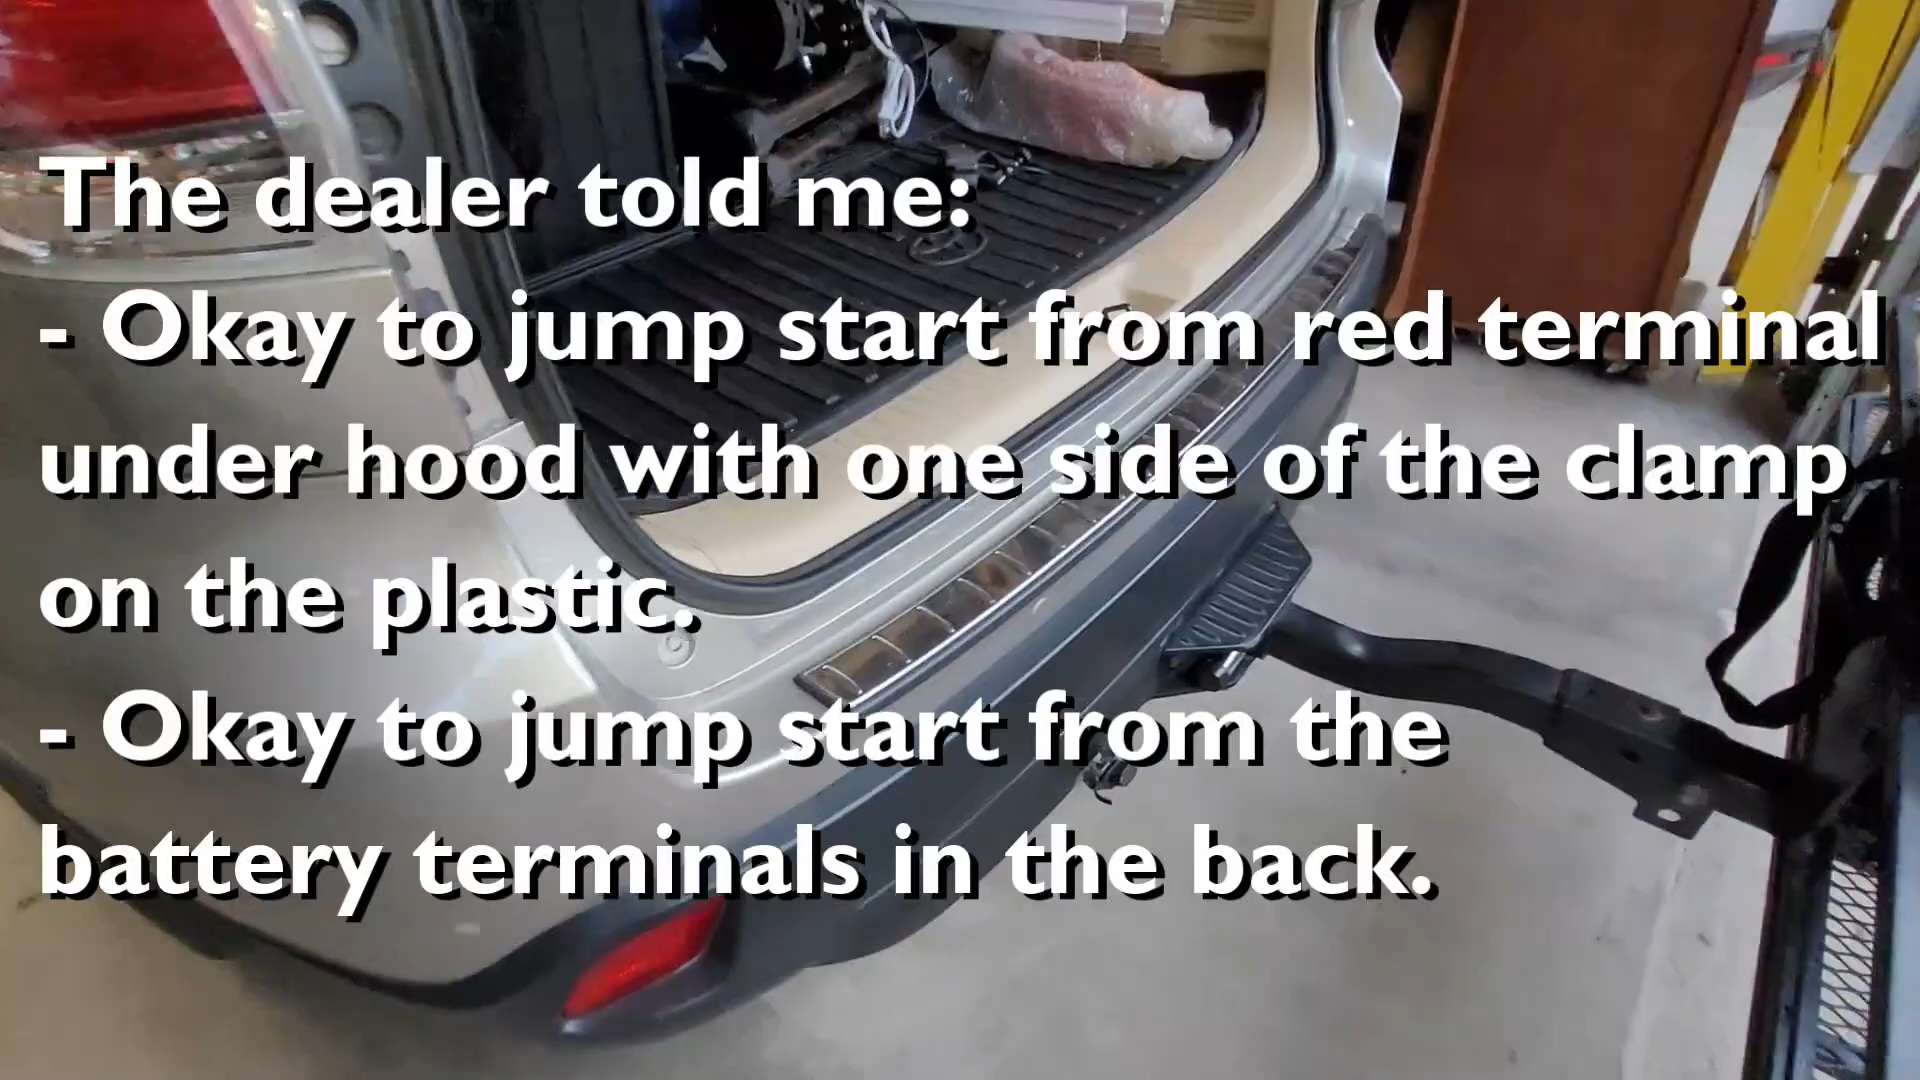 The dealer told me:
- Okay to jump start from red terminal
under hood with one side of the clamp
on the plastic.
- Okay to jump start from the
battery terminals in the back.